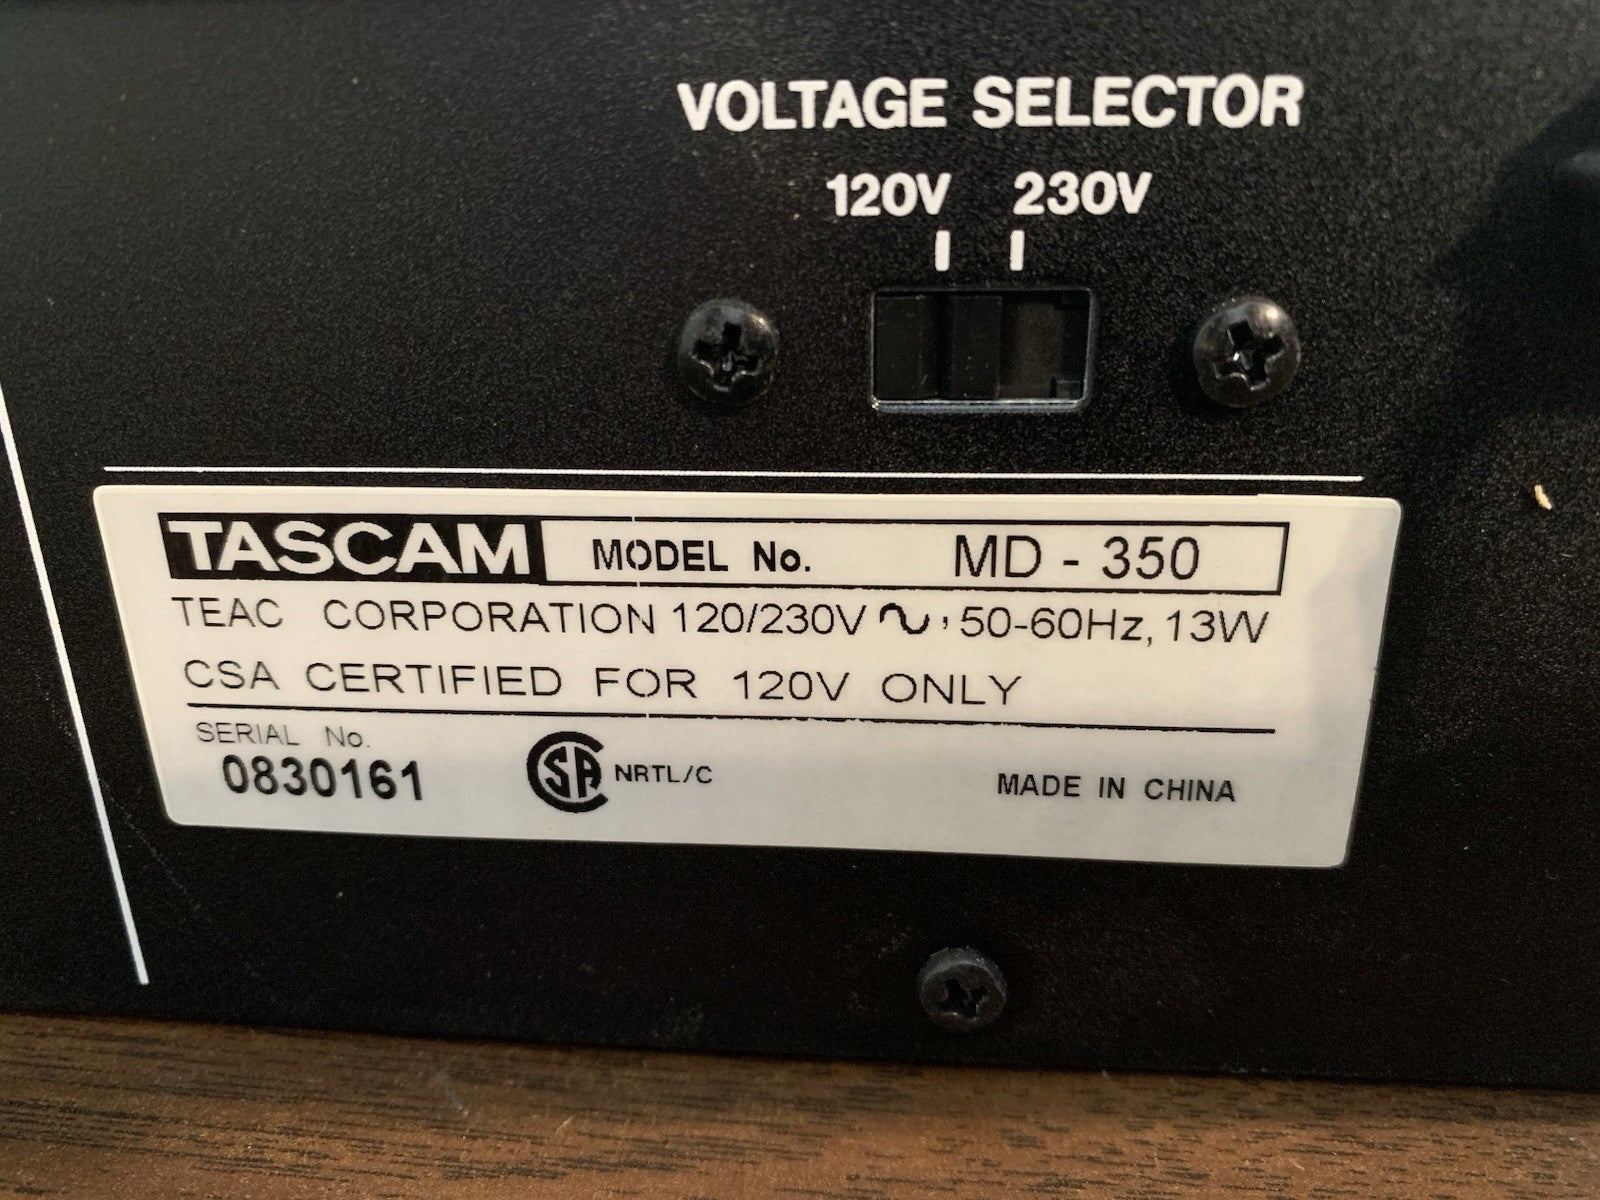 VOLTAGE SELECTOR
120V 230V
TASCAM MODEL No. MD - 350
TEAC CORPORATION 120/230V ∿, 50-60Hz, 13W
CSA CERTIFIED FOR 120V ONLY
SERIAL No.
0830161
SA NRTL/C
MADE IN CHINA